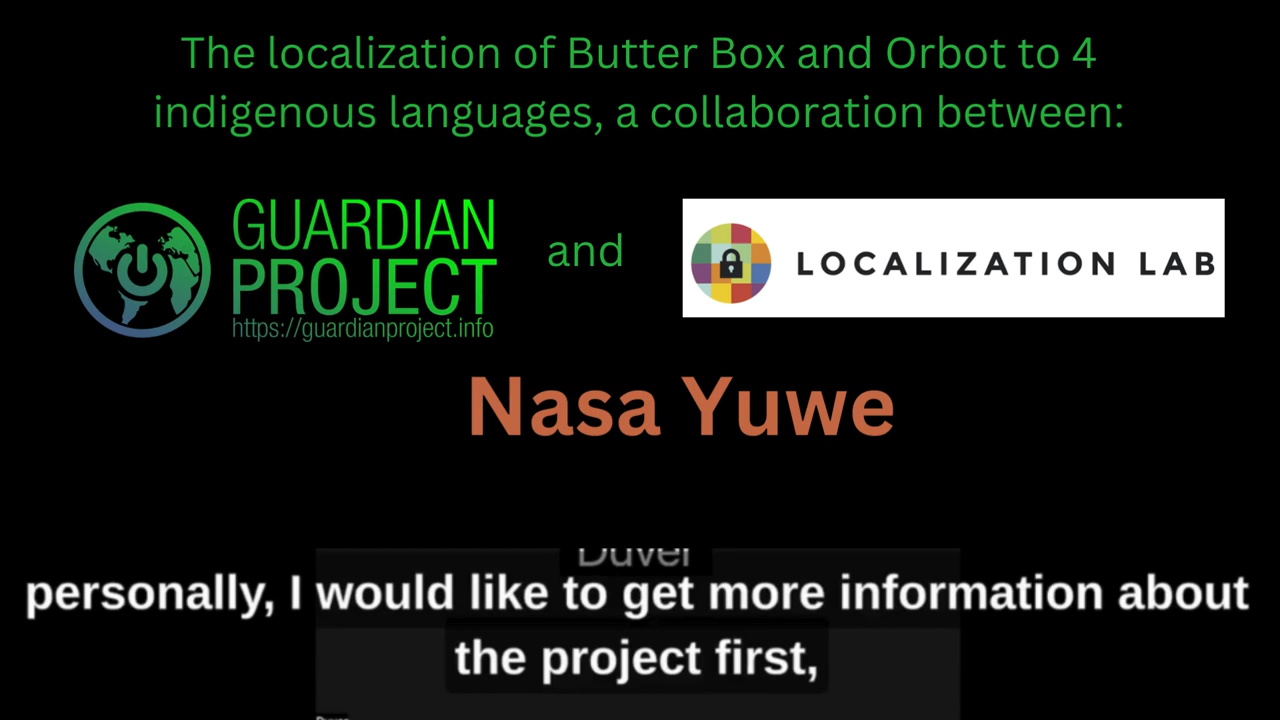 The localization of Butter Box and Orbot to 4
indigenous languages, a collaboration between:
GUARDIAN
PROJECT
https://guardianproject.info
and
LOCALIZATION LAB
Nasa Yuwe
Duver
personally, I would like to get more information about
the project first,